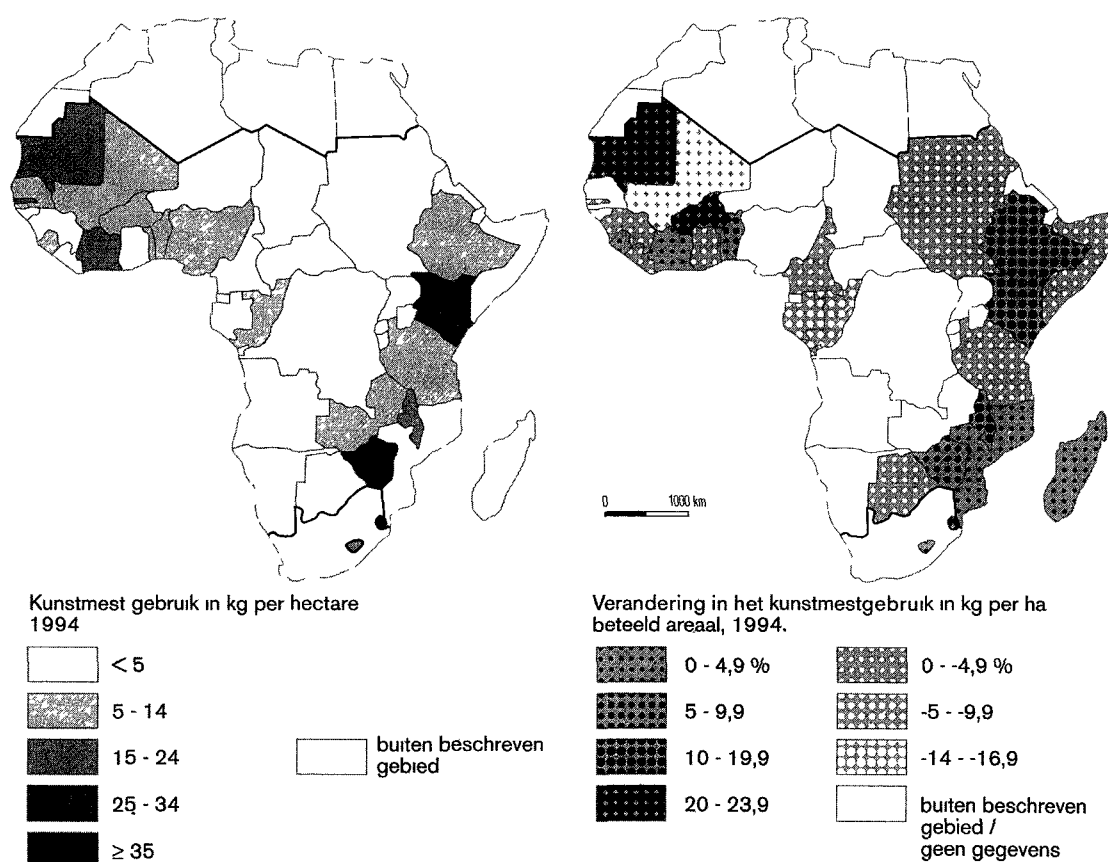 Kunstmest gebruik in kg per hectare
1994
< 5
5 - 14
15 - 24
25 - 34
≥ 35
buiten beschreven
gebied
0 1000 km
Verandering in het kunstmestgebruik in kg per ha
beteeld areaal, 1994.
0 - 4,9 %
5 - 9,9
10 - 19,9
20 - 23,9
0 - -4,9 %
-5 - -9,9
-14 - -16,9
buiten beschreven
gebied /
geen gegevens